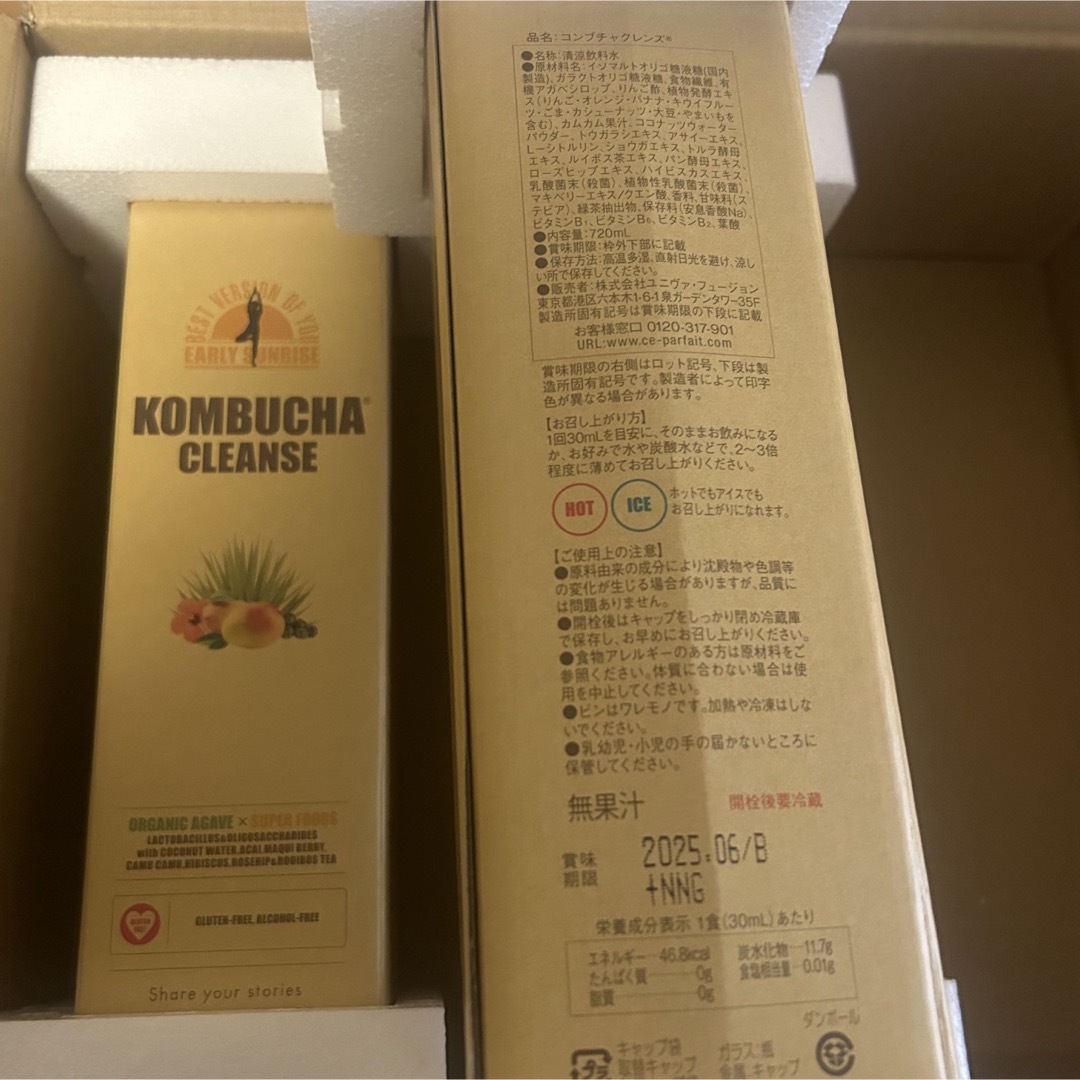 BEST VERSION OF YOU
EARLY SUNRISE
KOMBUCHA®
CLEANSE
ORGANIC AGAVE × SUPER FOODS
LACTOBACILLUS&OLIGOSACCHARIDES
with COCONUT WATER, ACAI, MAQUI BERRY,
CAMU CAMU, HIBISCUS, ROSEHIP&ROOIBOS TEA
GLUTEN-FREE, ALCOHOL-FREE
Share your stories
品名:コンブチャクレンズ®
●名称:清涼飲料水
●原材料名:イソマルトオリゴ糖液糖(国内
製造)、ガラクトオリゴ糖液糖、食物繊維、有
機アガベシロップ、りんご酢、植物発酵エキ
ス(りんご・オレンジ・バナナ・キウイフルー
ツ・ごま・カシューナッツ・大豆・やまいもを
含む)、カムカム果汁、ココナッツウォーター
パウダー、トウガラシエキス、アサイーエキス、
L-シトルリン、ショウガエキス、トルラ酵母
エキス、ルイボス茶エキス、パン酵母エキス、
ローズヒップエキス、ハイビスカスエキス、
乳酸菌末(殺菌)、植物性乳酸菌末(殺菌)、
マキベリーエキス/クエン酸、香料、甘味料(ス
テビア)、緑茶抽出物、保存料(安息香酸Na)、
ビタミンB1、ビタミンB6、ビタミンB2、葉酸
●内容量:720mL
●賞味期限:枠外下部に記載
●保存方法:高温多湿、直射日光を避け、涼し
い所で保存してください。
●販売者:株式会社ユニヴァ・フュージョン
東京都港区六本木1-6-1泉ガーデンタワー35F
製造所固有記号は賞味期限の下段に記載
お客様窓口 0120-317-901
URL:www.ce-parfait.com
賞味期限の右側はロット記号、下段は製
造所固有記号です。製造者によって印字
色が異なる場合があります。
【お召し上がり方】
1回30mLを目安に、そのままお飲みになる
か、お好みで水や炭酸水などで、2〜3倍
程度に薄めてお召し上がりください。
HOT ICE ホットでもアイスでも
お召し上がりになれます。
【ご使用上の注意】
●原料由来の成分により沈殿物や色調等
の変化が生じる場合がありますが、品質に
は問題ありません。
●開栓後はキャップをしっかり閉め冷蔵庫
で保存し、お早めにお召し上がりください。
●食物アレルギーのある方は原材料をご
参照ください。体質に合わない場合は使
用を中止してください。
●ビンはワレモノです。加熱や冷凍はしな
いでください。
●乳幼児・小児の手の届かないところに
保管してください。
無果汁 開栓後要冷蔵
賞味期限 2025.06/B
+NNG
栄養成分表示 1食(30mL)あたり
エネルギー 46.8kcal 炭水化物 11.7g
たんぱく質 0g 食塩相当量 0.01g
脂質 0g
ダンボール
プラ キャップ袋 ガラス:瓶
取替キャップ 金属:キャップ